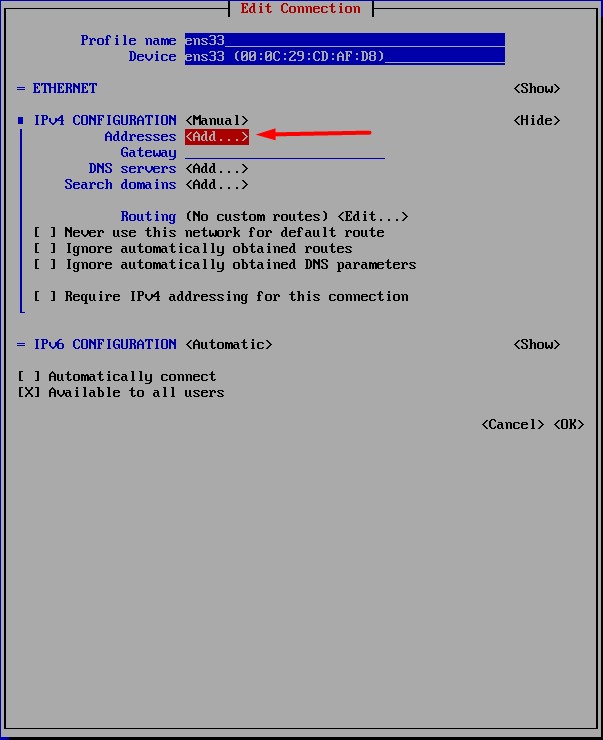 Edit Connection
Profile name ens33
Device ens33 (00:0C:29:CD:AF:D8)
= ETHERNET <Show>
IPv4 CONFIGURATION <Manual> <Hide>
Addresses <Add...>
Gateway
DNS servers <Add...>
Search domains <Add...>
Routing (No custom routes) <Edit...>
[ ] Never use this network for default route
[ ] Ignore automatically obtained routes
[ ] Ignore automatically obtained DNS parameters
[ ] Require IPv4 addressing for this connection
= IPv6 CONFIGURATION <Automatic> <Show>
[ ] Automatically connect
[X] Available to all users
<Cancel> <OK>